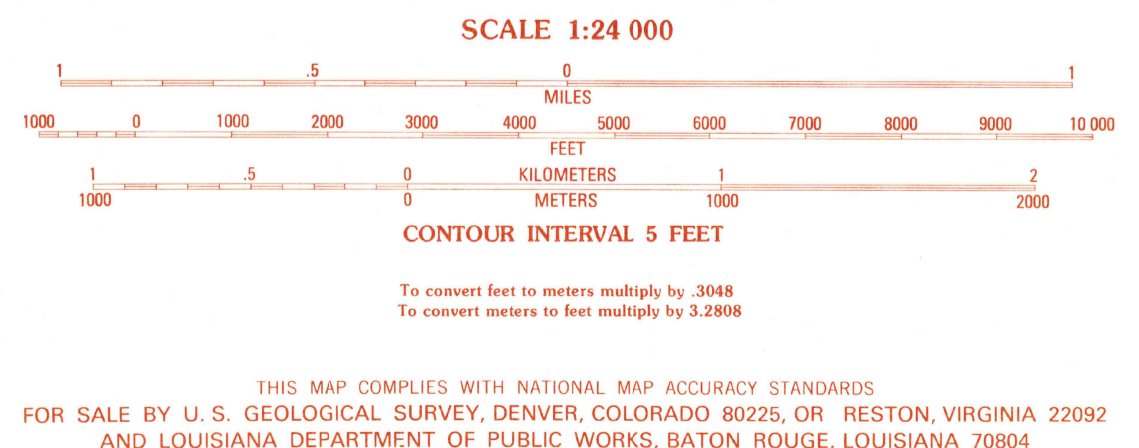 SCALE 1:24 000
1 .5 0 1
MILES
1000 0 1000 2000 3000 4000 5000 6000 7000 8000 9000 10 000
FEET
1 .5 0 KILOMETERS 1 2
1000 0 METERS 1000 2000
CONTOUR INTERVAL 5 FEET
To convert feet to meters multiply by .3048
To convert meters to feet multiply by 3.2808
THIS MAP COMPLIES WITH NATIONAL MAP ACCURACY STANDARDS
FOR SALE BY U. S. GEOLOGICAL SURVEY, DENVER, COLORADO 80225, OR RESTON, VIRGINIA 22092
AND LOUISIANA DEPARTMENT OF PUBLIC WORKS, BATON ROUGE, LOUISIANA 70804